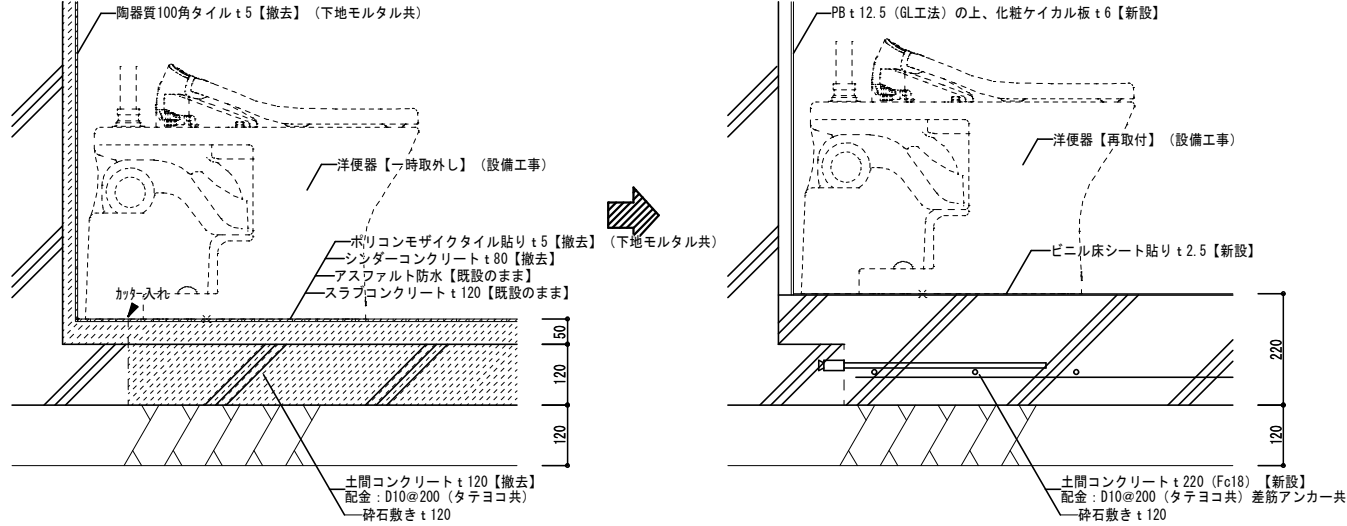 陶器質100角タイルt5【撤去】（下地モルタル共）
洋便器【一時取外し】（設備工事）
ポリコンモザイクタイル貼りt5【撤去】（下地モルタル共）
シンダーコンクリートt80【撤去】
アスファルト防水【既設のまま】
スラブコンクリートt120【既設のまま】
カッター入れ
50
120
120
土間コンクリートt120【撤去】
配金：D10@200（タテヨコ共）
砕石敷きt120
PBt12.5（GL工法）の上、化粧ケイカル板t6【新設】
洋便器【再取付】（設備工事）
ビニル床シート貼りt2.5【新設】
220
120
土間コンクリートt220（Fc18）【新設】
配金：D10@200（タテヨコ共）差筋アンカー共
砕石敷きt120